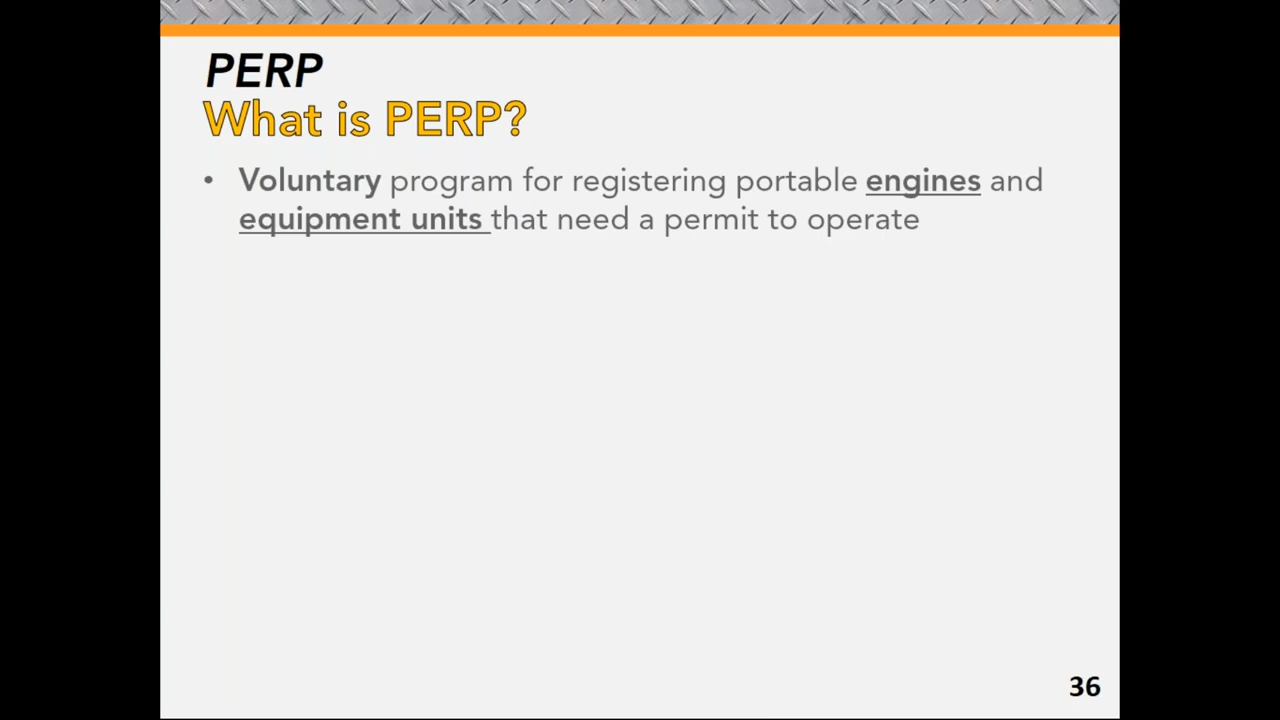 PERP
What is PERP?
• Voluntary program for registering portable engines and
equipment units that need a permit to operate
36